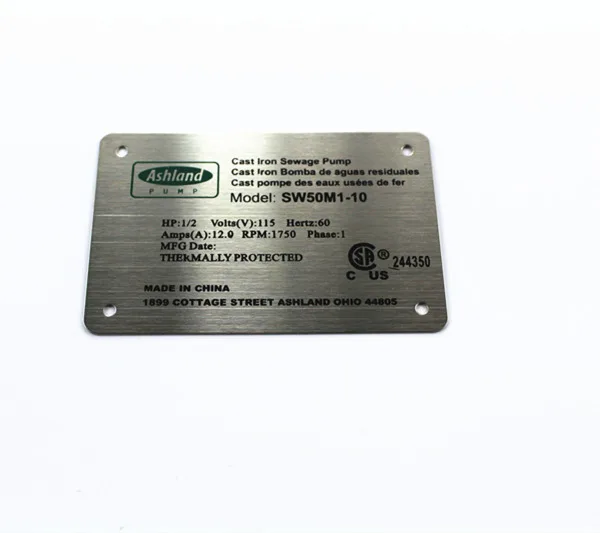 Ashland
PUMP
Cast Iron Sewage Pump
Cast Iron Bomba de aguas residuales
Cast pompe des eaux usées de fer
Model: SW50M1-10
HP:1/2 Volts(V):115 Hertz:60
Amps(A):12.0 RPM:1750 Phase:1
MFG Date:
THERMALLY PROTECTED
CSA ®
C US
244350
MADE IN CHINA
1899 COTTAGE STREET ASHLAND OHIO 44805